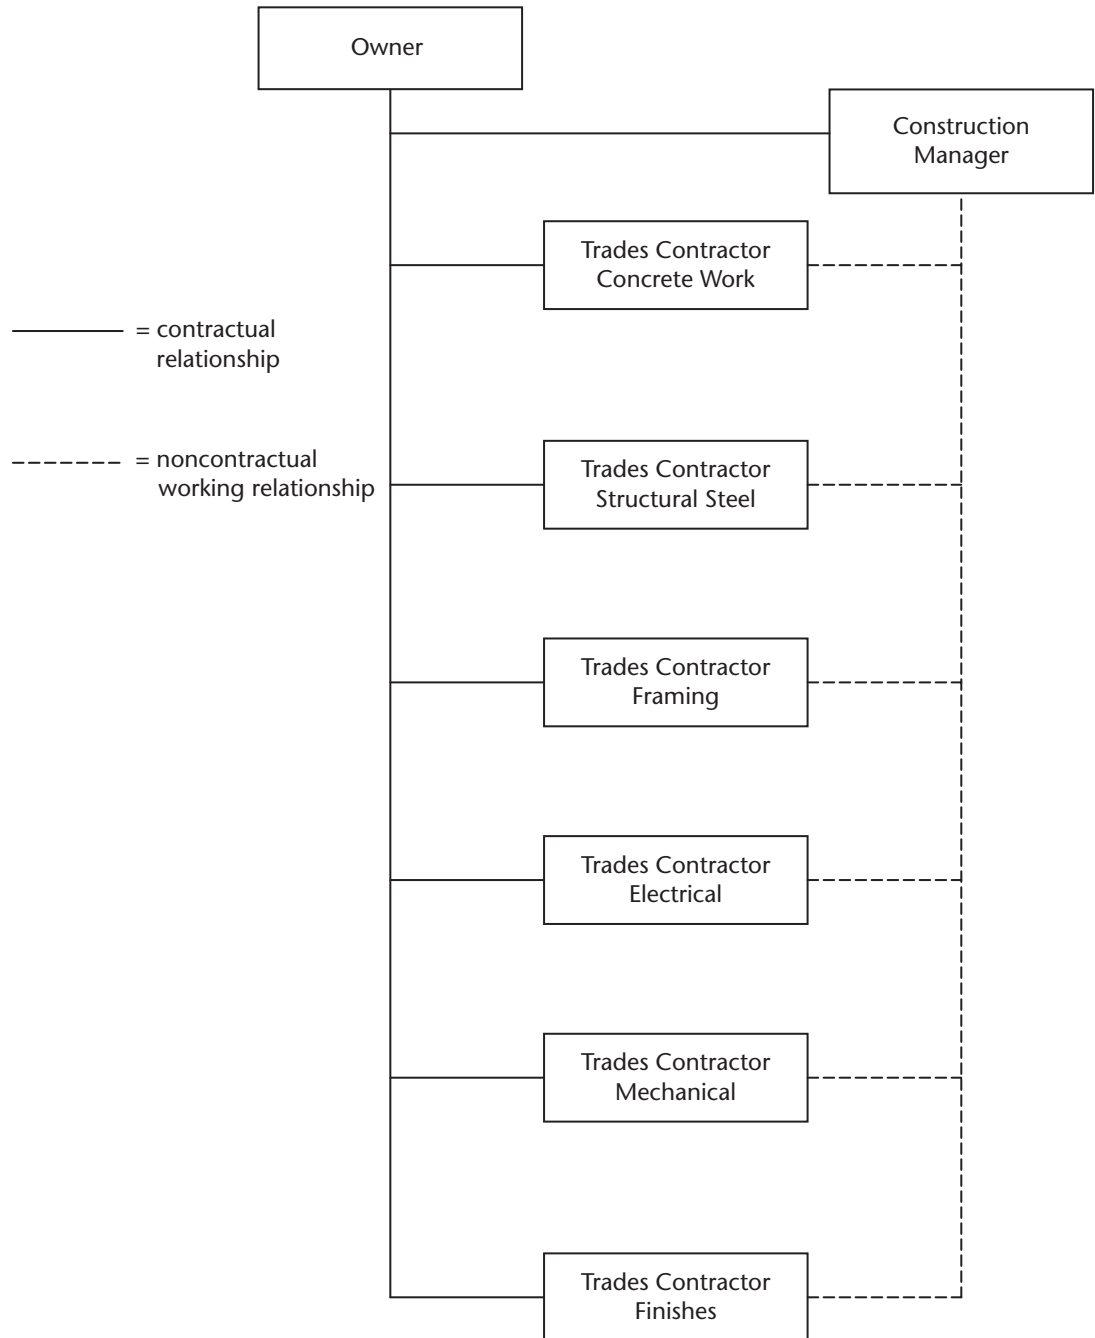 Owner
Construction
Manager
Trades Contractor
Concrete Work
= contractual
relationship
Trades Contractor
Structural Steel
= noncontractual
working relationship
Trades Contractor
Framing
Trades Contractor
Electrical
Trades Contractor
Mechanical
Trades Contractor
Finishes